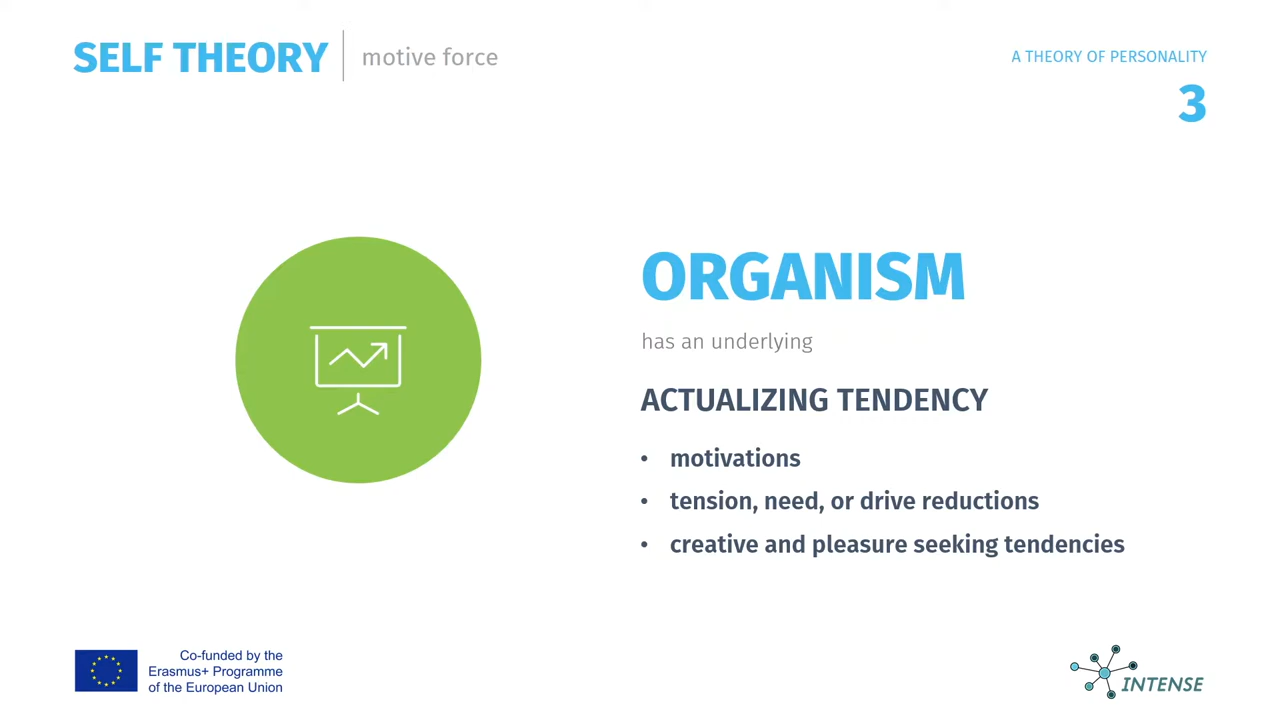 SELF THEORY
motive force
A THEORY OF PERSONALITY
3
ORGANISM
has an underlying
ACTUALIZING TENDENCY
• motivations
• tension, need, or drive reductions
• creative and pleasure seeking tendencies
Co-funded by the
Erasmus+ Programme
of the European Union
INTENSE